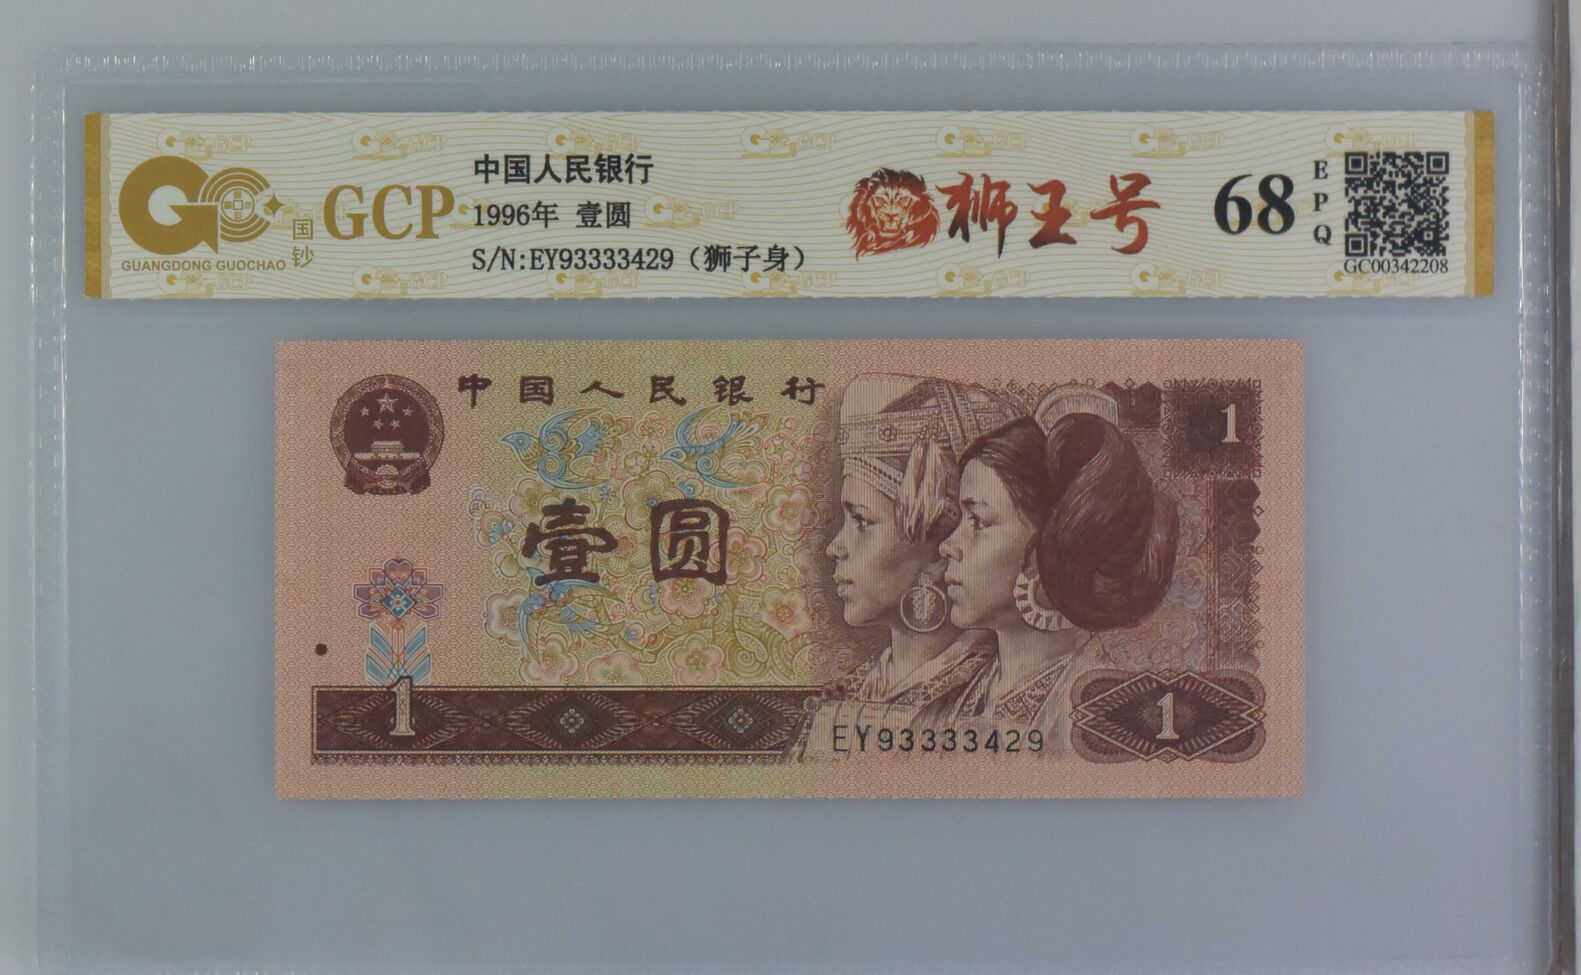 GCP
GUANGDONG GUOCHAO
国钞
中国人民银行
1996年 壹圆
S/N:EY93333429（狮子身）
狮王号
68
EPQ
GC00342208
中国人民银行
1
壹圆
1
EY93333429
1